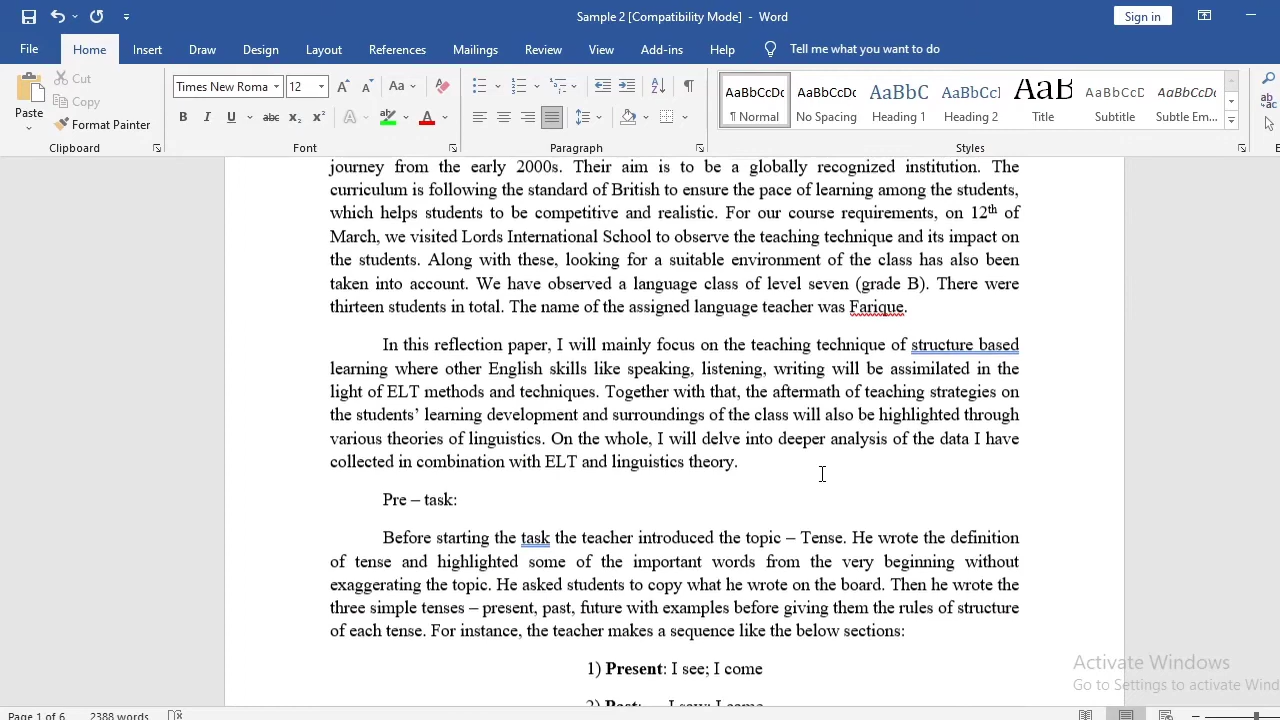 Sample 2 [Compatibility Mode] - Word
Sign in
File Home Insert Draw Design Layout References Mailings Review View Add-ins Help Tell me what you want to do
Paste
Cut
Copy
Format Painter
Clipboard
Times New Roma 12
Font
Paragraph
AaBbCcDc AaBbCcDc AaBbC AaBbCcI AaB AaBbCcD AaBbCcDc
¶ Normal No Spacing Heading 1 Heading 2 Title Subtitle Subtle Em...
Styles
journey from the early 2000s. Their aim is to be a globally recognized institution. The
curriculum is following the standard of British to ensure the pace of learning among the students,
which helps students to be competitive and realistic. For our course requirements, on 12th of
March, we visited Lords International School to observe the teaching technique and its impact on
the students. Along with these, looking for a suitable environment of the class has also been
taken into account. We have observed a language class of level seven (grade B). There were
thirteen students in total. The name of the assigned language teacher was Farique.
In this reflection paper, I will mainly focus on the teaching technique of structure based
learning where other English skills like speaking, listening, writing will be assimilated in the
light of ELT methods and techniques. Together with that, the aftermath of teaching strategies on
the students’ learning development and surroundings of the class will also be highlighted through
various theories of linguistics. On the whole, I will delve into deeper analysis of the data I have
collected in combination with ELT and linguistics theory.
Pre – task:
Before starting the task the teacher introduced the topic – Tense. He wrote the definition
of tense and highlighted some of the important words from the very beginning without
exaggerating the topic. He asked students to copy what he wrote on the board. Then he wrote the
three simple tenses – present, past, future with examples before giving them the rules of structure
of each tense. For instance, the teacher makes a sequence like the below sections:
1) Present: I see; I come
2) Past: I saw; I came
Activate Windows
Go to Settings to activate Wind
Page 1 of 6 2388 words